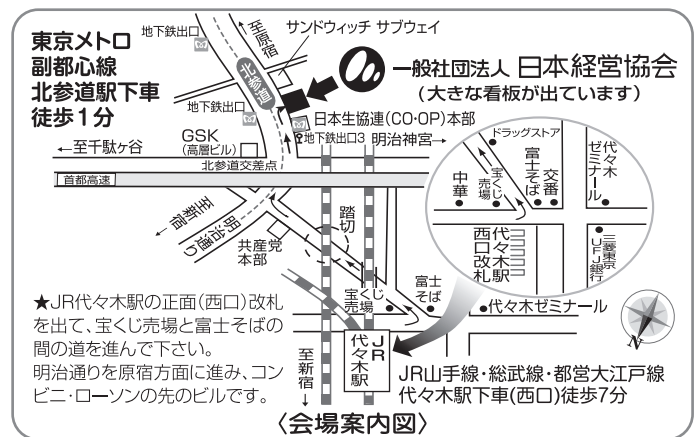 東京メトロ
副都心線
北参道駅下車
徒歩1分
地下鉄出口
至原宿
サンドウィッチ サブウェイ
北参道
一般社団法人 日本経営協会
(大きな看板が出ています)
地下鉄出口
日本生協連(CO・OP)本部
地下鉄出口3
明治神宮→
GSK
(高層ビル)
←至千駄ヶ谷
北参道交差点
首都高速
←至新宿
明治通り
共産党
本部
踏切
ドラッグストア
中華
宝くじ
売場
富士そば
交番
代々木
ゼミナール
代々木駅
西口改札
三菱東京
UFJ銀行
宝くじ
売場
富士
そば
代々木ゼミナール
★JR代々木駅の正面(西口)改札
を出て、宝くじ売場と富士そばの
間の道を進んで下さい。
明治通りを原宿方面に進み、コン
ビニ・ローソンの先のビルです。
至新宿→
JR
代々木駅
N
JR山手線・総武線・都営大江戸線
代々木駅下車(西口)徒歩7分
〈会場案内図〉